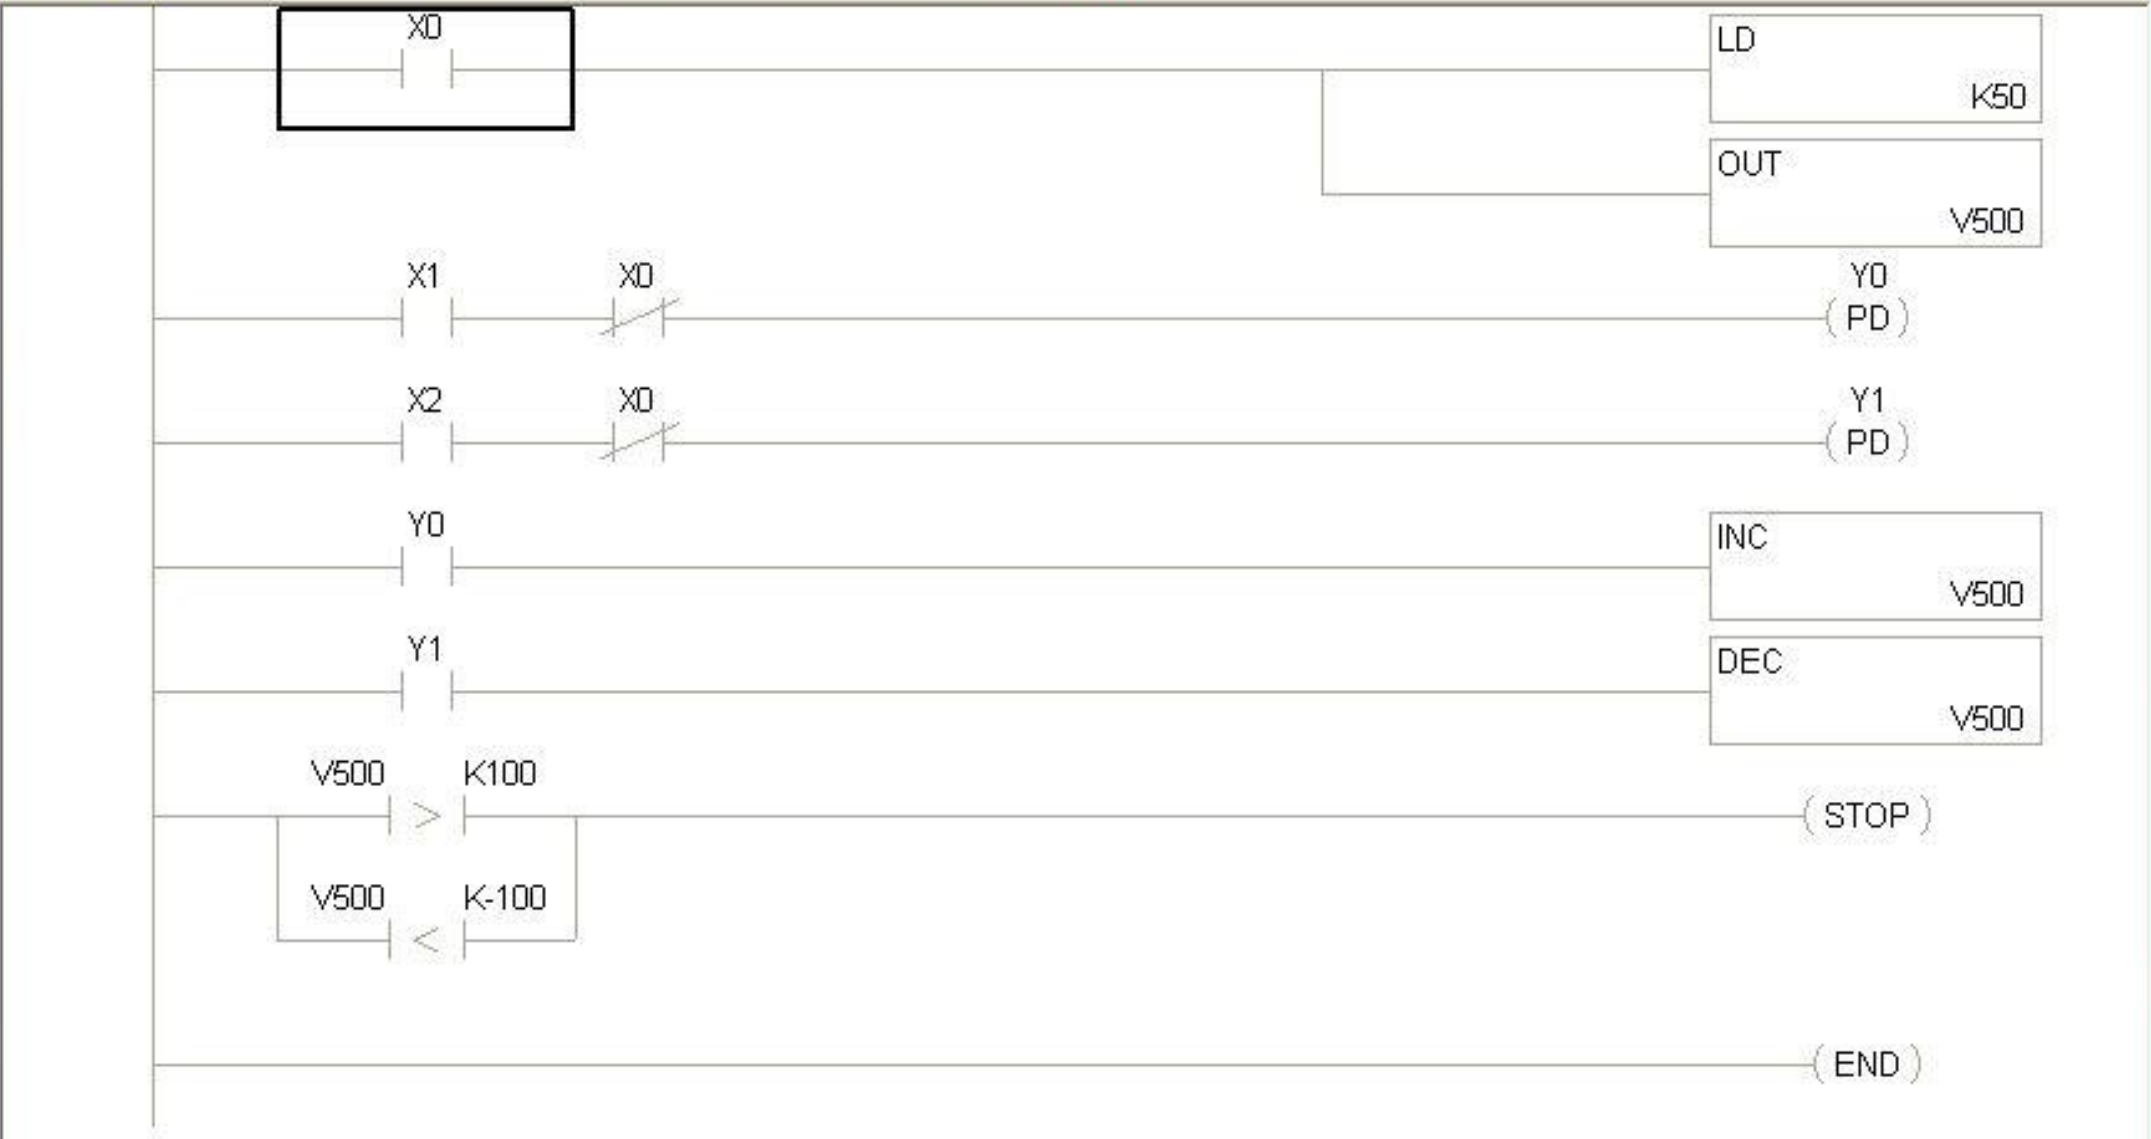 X0
LD
K50
OUT
V500
X1 X0 Y0
( PD )
X2 X0 Y1
( PD )
Y0
INC
V500
Y1
DEC
V500
V500 > K100
( STOP )
V500 < K-100
( END )